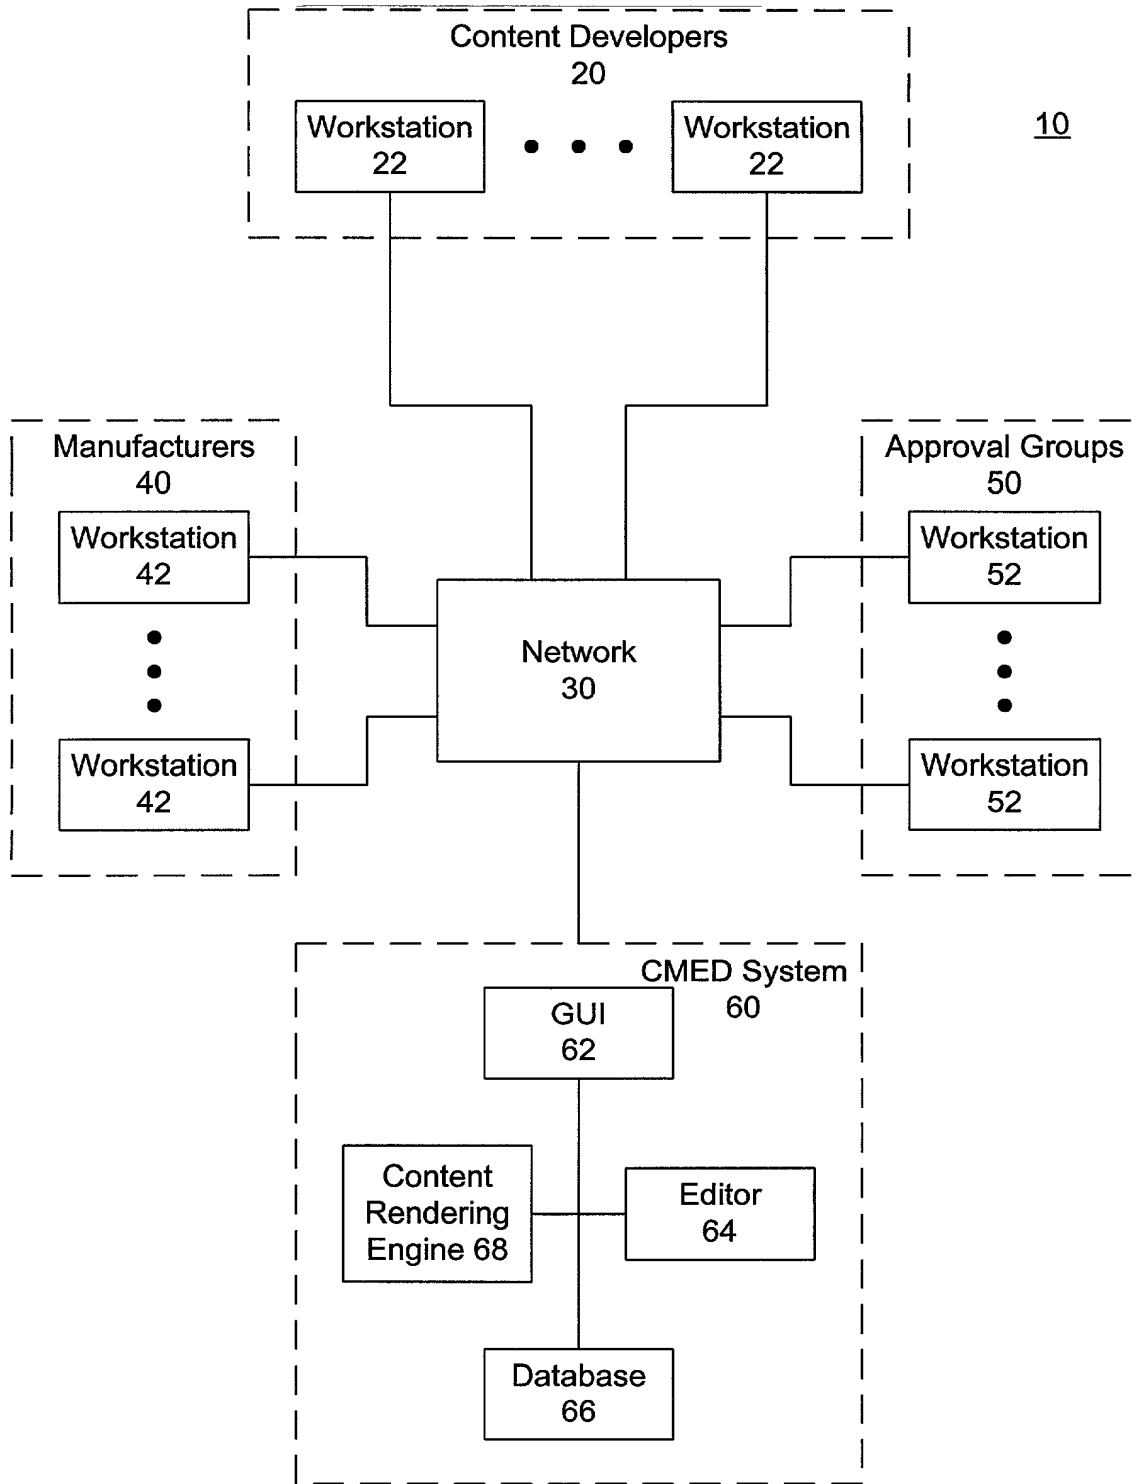 Content Developers
20
Workstation
22
Workstation
22
10
Manufacturers
40
Workstation
42
Workstation
42
Approval Groups
50
Workstation
52
Workstation
52
Network
30
CMED System
60
GUI
62
Content
Rendering
Engine 68
Editor
64
Database
66